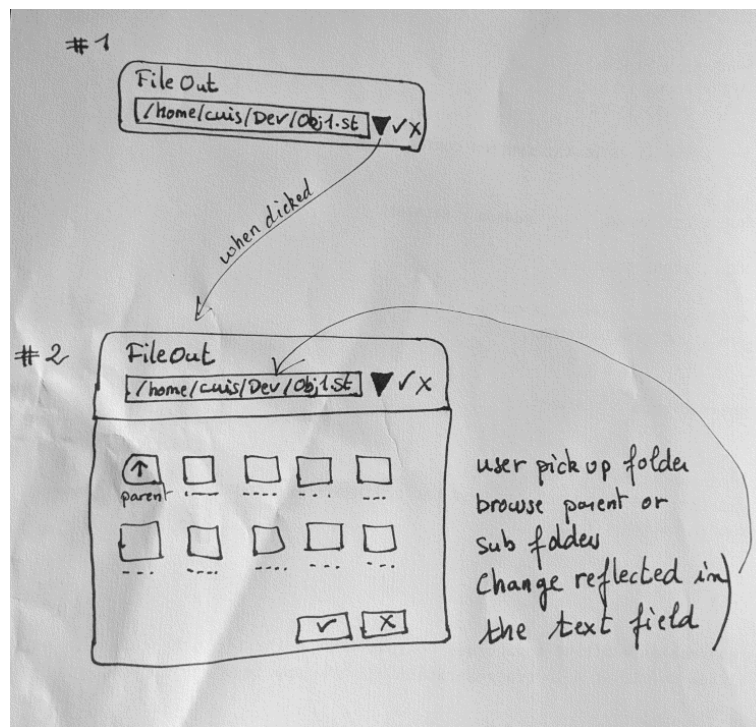 #1
File Out
/home/cuis/Dev/Obj1.st ▼✓X
when clicked
#2
File Out
/home/cuis/Dev/Obj1.st ▼✓X
↑
parent
user pick up folder
browse parent or
sub folder
change reflected in
the text field
✓ X